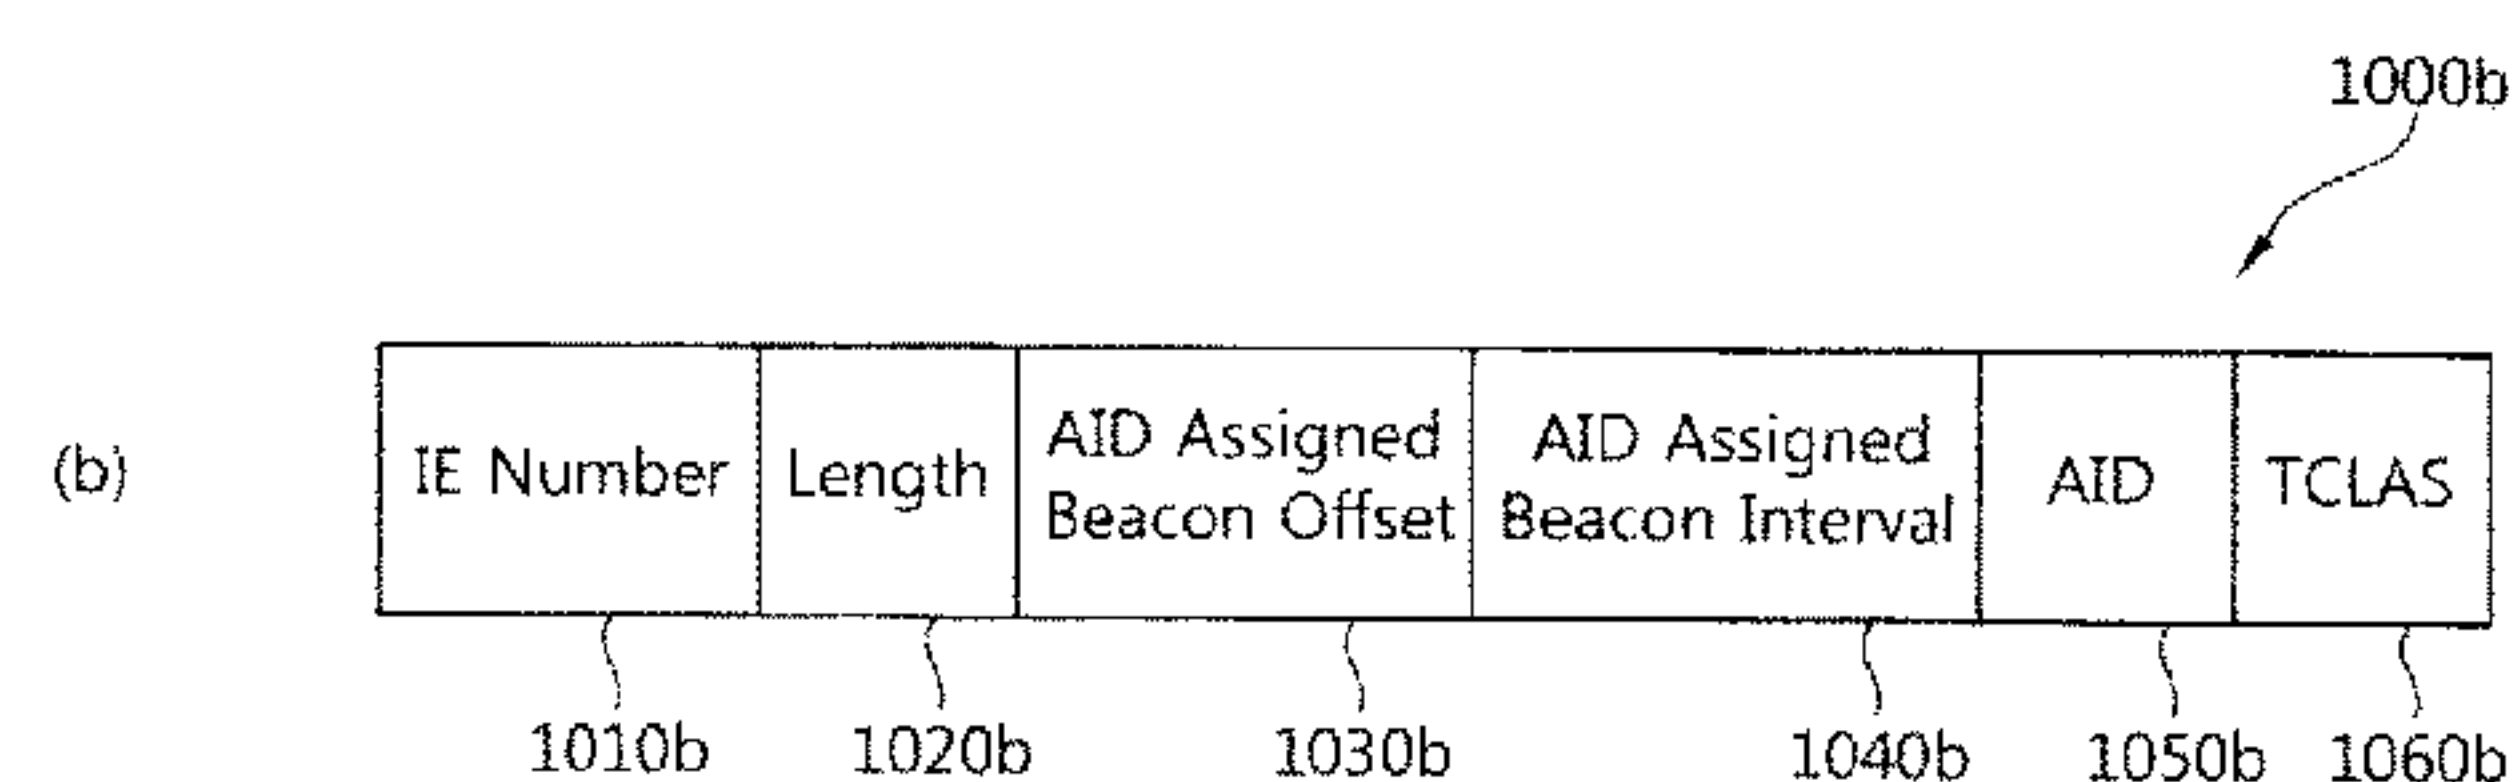 1000b
(b)
IE Number
Length
AID Assigned
Beacon Offset
AID Assigned
Beacon Interval
AID
TCLAS
1010b
1020b
1030b
1040b
1050b
1060b